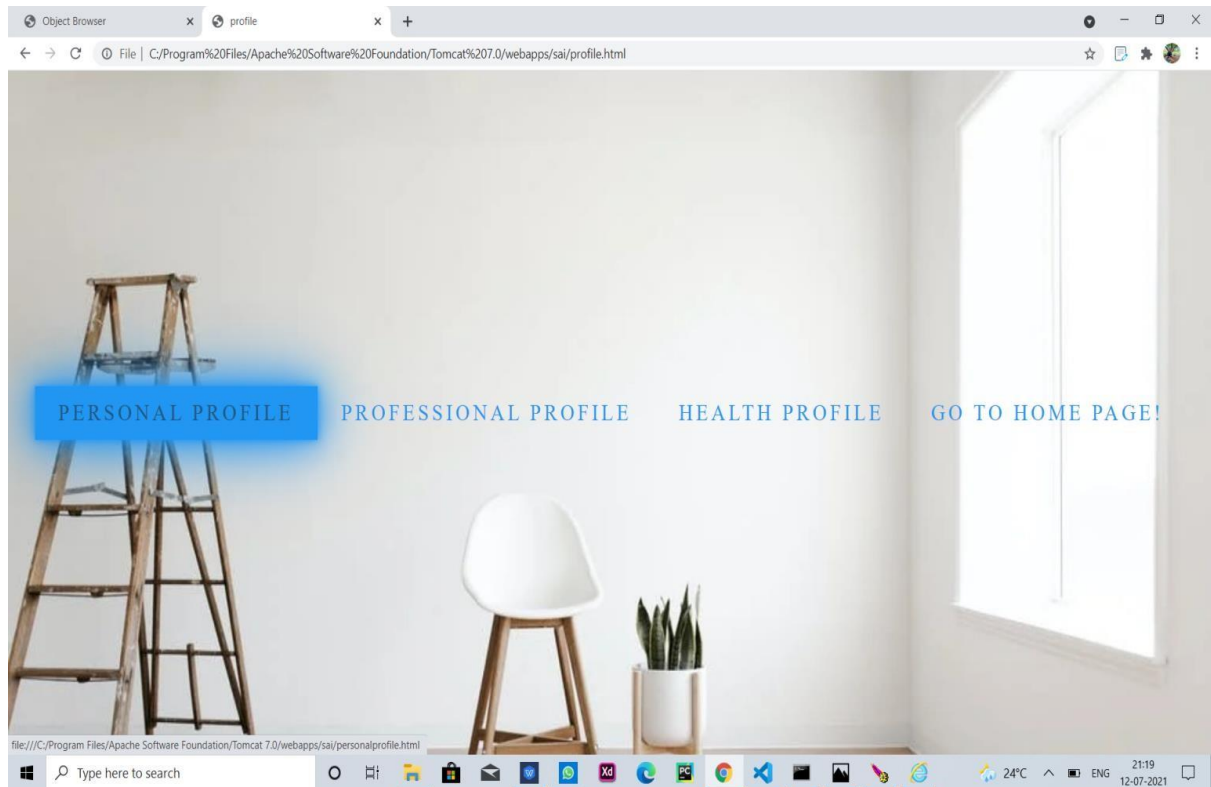 Object Browser
profile
File | C:/Program%20Files/Apache%20Software%20Foundation/Tomcat%207.0/webapps/sai/profile.html
PERSONAL PROFILE PROFESSIONAL PROFILE HEALTH PROFILE GO TO HOME PAGE!
file:///C:/Program Files/Apache Software Foundation/Tomcat 7.0/webapps/sai/personalprofile.html
Type here to search
Xd
PC
24°C
ENG
21:19
12-07-2021